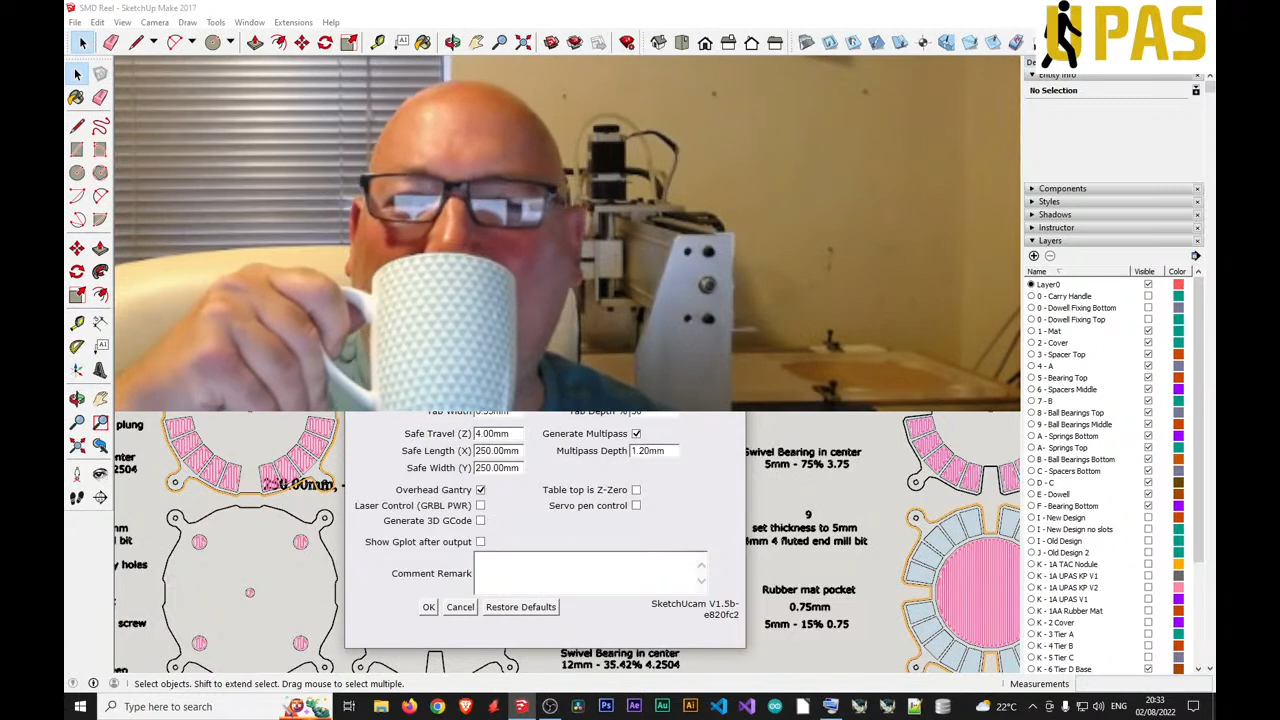 SMD Reel - SketchUp Make 2017
File Edit View Camera Draw Tools Window Extensions Help
UPAS
Entity Info
No Selection
Components
Styles
Shadows
Instructor
Layers
Name Visible Color
Layer0
0 - Carry Handle
0 - Dowell Fixing Bottom
0 - Dowell Fixing Top
1 - Mat
2 - Cover
3 - Spacer Top
4 - A
5 - Bearing Top
6 - Spacers Middle
7 - B
8 - Ball Bearings Top
9 - Ball Bearings Middle
A - Springs Bottom
A- Springs Top
B - Ball Bearings Bottom
C - Spacers Bottom
D - C
E - Dowell
F - Bearing Bottom
I - New Design
I - New Design no slots
I - Old Design
J - Old Design 2
K - 1A TAC Nodule
K - 1A UPAS KP V1
K - 1A UPAS KP V2
K - 1A UPAS V1
K - 1AA Rubber Mat
K - 2 Cover
K - 3 Tier A
K - 4 Tier B
K - 5 Tier C
K - 6 Tier D Base
Tab Width 0.55mm Tab Depth % 50
Safe Travel (Z) 4.00mm Generate Multipass
Safe Length (X) 250.00mm Multipass Depth 1.20mm
Safe Width (Y) 250.00mm
Overhead Gantry Table top is Z-Zero
Laser Control (GRBL PWR) Servo pen control
Generate 3D GCode
Show Gplot after output
Comment Remark
OK Cancel Restore Defaults
SketchUcam V1.5b-
e820fc2
plung
2504
250.00mm,
holes
screw
Swivel Bearing in center
5mm - 75% 3.75
9
set thickness to 5mm
6mm 4 fluted end mill bit
Rubber mat pocket
0.75mm
5mm - 15% 0.75
Swivel Bearing in center
12mm - 35.42% 4.2504
Select objects. Shift to extend select. Drag mouse to select multiple.
Measurements
Type here to search
22°C
ENG
20:33
02/08/2022